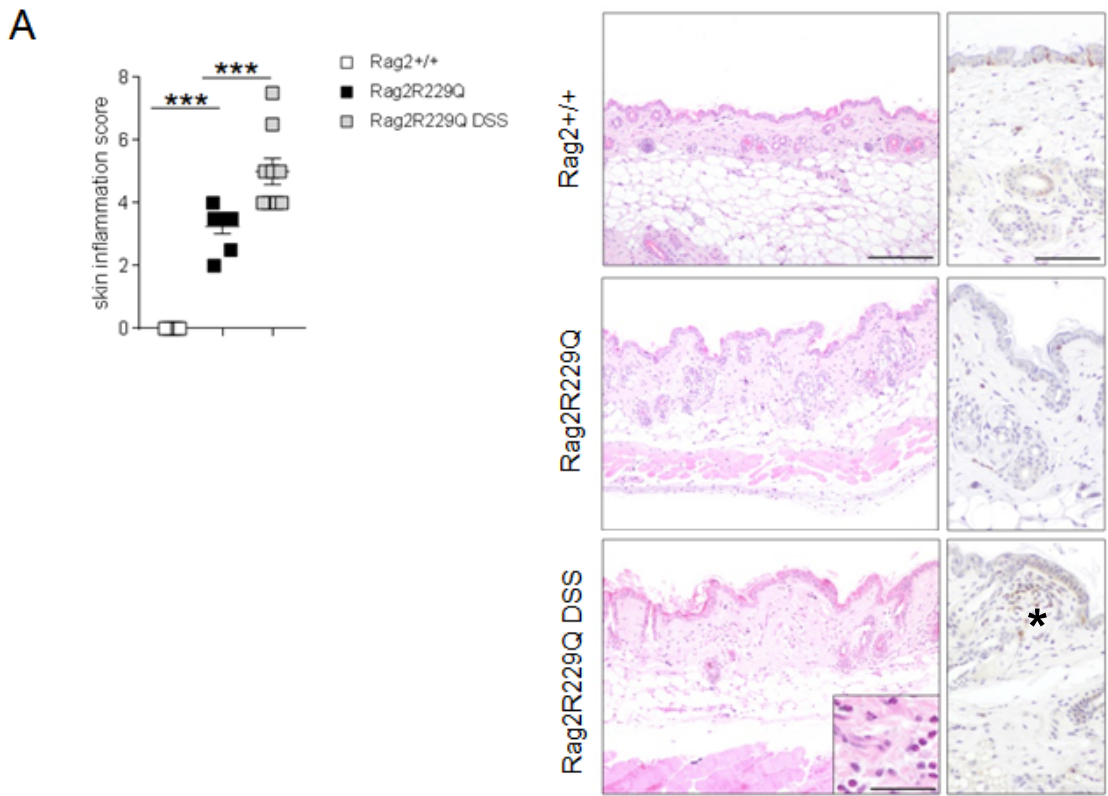 A
skin inflammation score
8
6
4
2
0
***
***
Rag2+/+
Rag2R229Q
Rag2R229Q DSS
Rag2+/+
Rag2R229Q
Rag2R229Q DSS
*